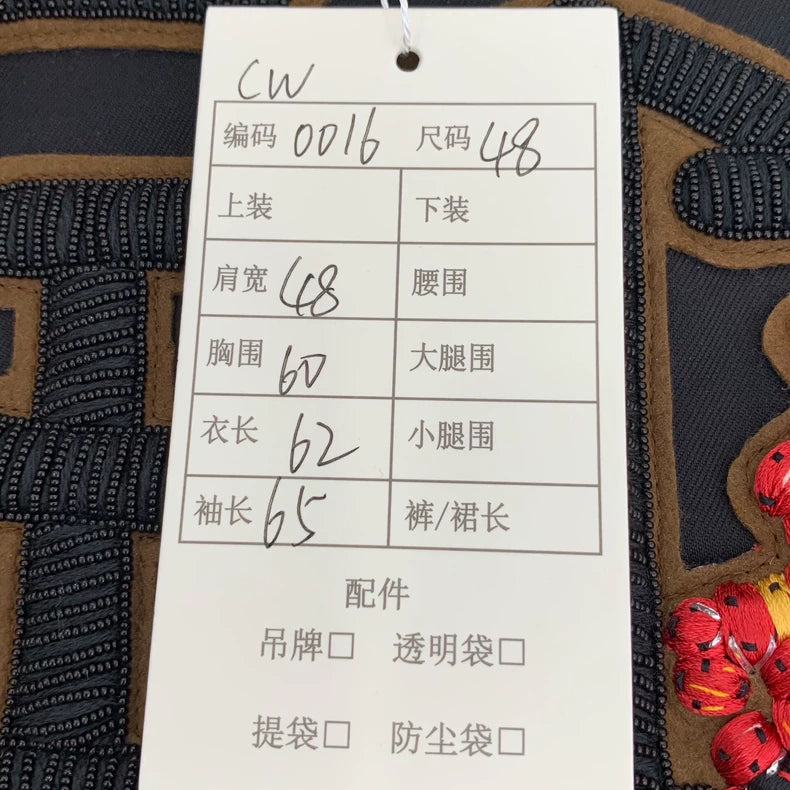 CW
编码 0016 尺码 48
上装 下装
肩宽 48 腰围
胸围 60 大腿围
衣长 62 小腿围
袖长 65 裤/裙长
配件
吊牌□ 透明袋□
提袋□ 防尘袋□